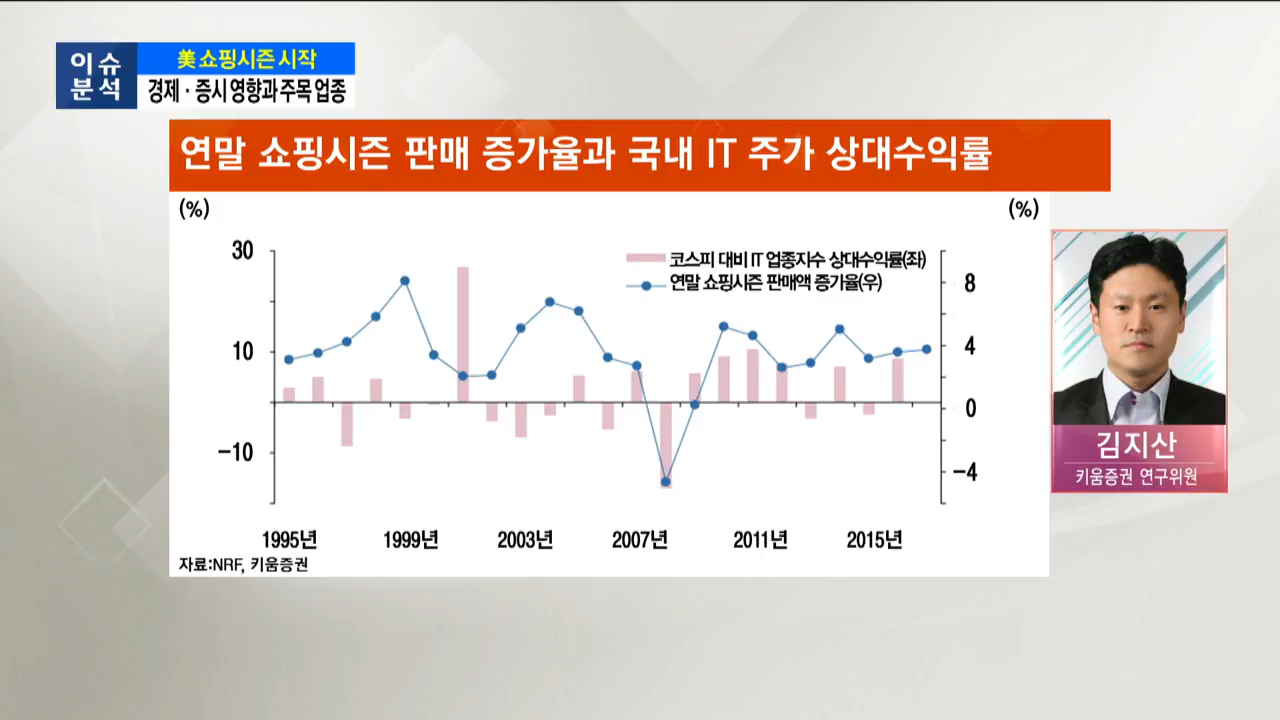 이슈
분석
美 쇼핑시즌 시작
경제·증시 영향과 주목 업종
연말 쇼핑시즌 판매 증가율과 국내 IT 주가 상대수익률
(%)
(%)
코스피 대비 IT 업종지수 상대수익률(좌)
연말 쇼핑시즌 판매액 증가율(우)
30
10
-10
8
4
0
-4
1995년 1999년 2003년 2007년 2011년 2015년
자료:NRF, 키움증권
김지산
키움증권 연구위원